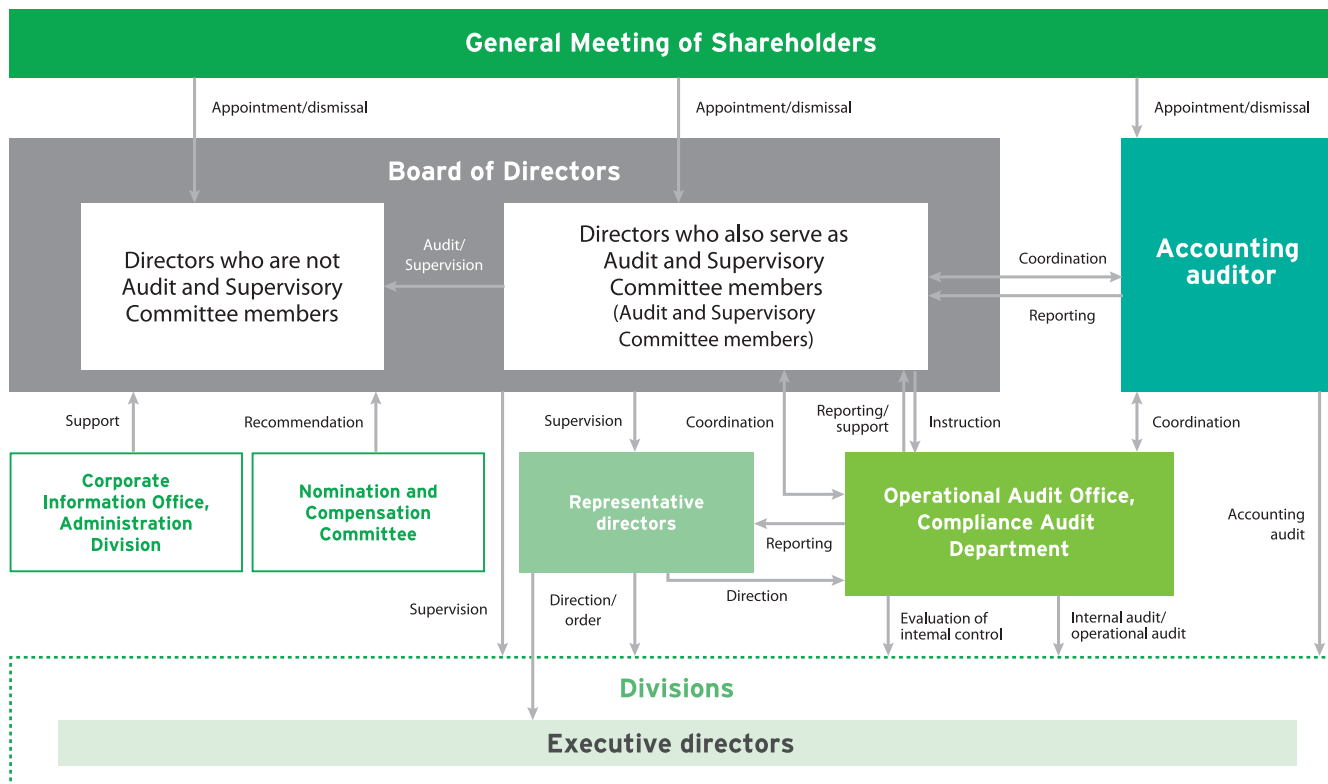 General Meeting of Shareholders
Appointment/dismissal
Appointment/dismissal
Appointment/dismissal
Board of Directors
Directors who are not
Audit and Supervisory
Committee members
Audit/
Supervision
Directors who also serve as
Audit and Supervisory
Committee members
(Audit and Supervisory
Committee members)
Coordination
Reporting
Accounting
auditor
Support
Recommendation
Supervision
Coordination
Reporting/
support
Instruction
Coordination
Corporate
Information Office,
Administration
Division
Nomination and
Compensation
Committee
Representative
directors
Reporting
Operational Audit Office,
Compliance Audit
Department
Accounting
audit
Supervision
Direction/
order
Direction
Evaluation of
internal control
Internal audit/
operational audit
Divisions
Executive directors